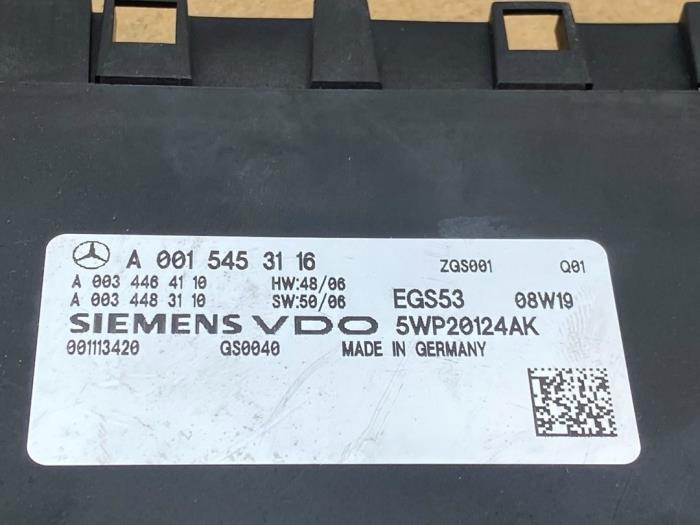 A 001 545 31 16 ZGS001 Q01
A 003 446 41 10 HW:48/06
A 003 448 31 10 SW:50/06 EGS53 08W19
SIEMENS VDO 5WP20124AK
001113420 GS0040 MADE IN GERMANY